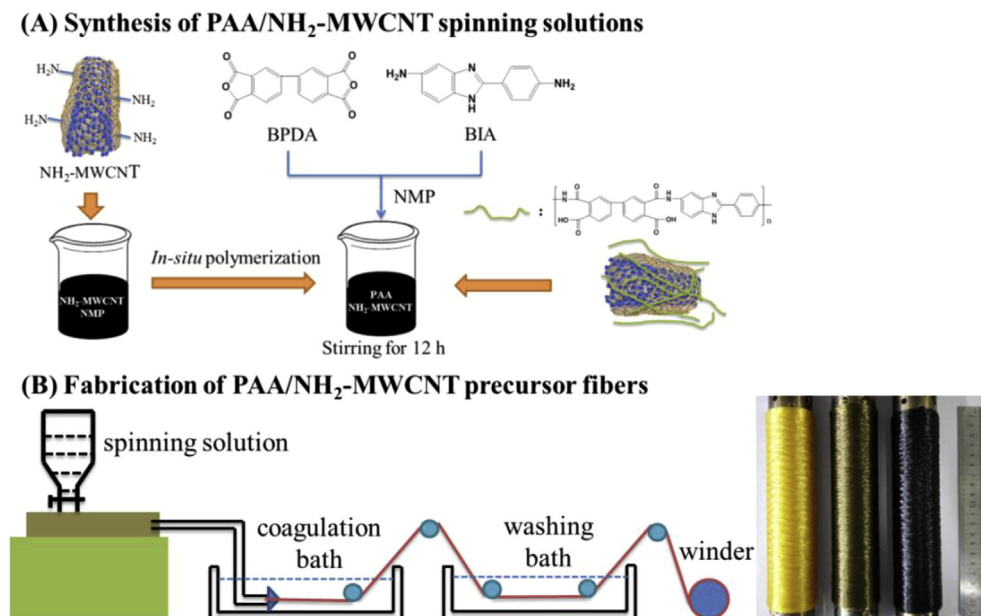 (A) Synthesis of PAA/NH₂-MWCNT spinning solutions
H₂N
H₂N
NH₂
NH₂
NH₂-MWCNT
O
O
O
O
O
O
BPDA
H₂N
N
N
H
NH₂
BIA
NMP
:
H
N
O
O
H
N
N
N
H
n
HO
O
O
OH
In-situ polymerization
NH₂-MWCNT
NMP
PAA
NH₂-MWCNT
Stirring for 12 h
(B) Fabrication of PAA/NH₂-MWCNT precursor fibers
spinning solution
coagulation
bath
washing
bath
winder